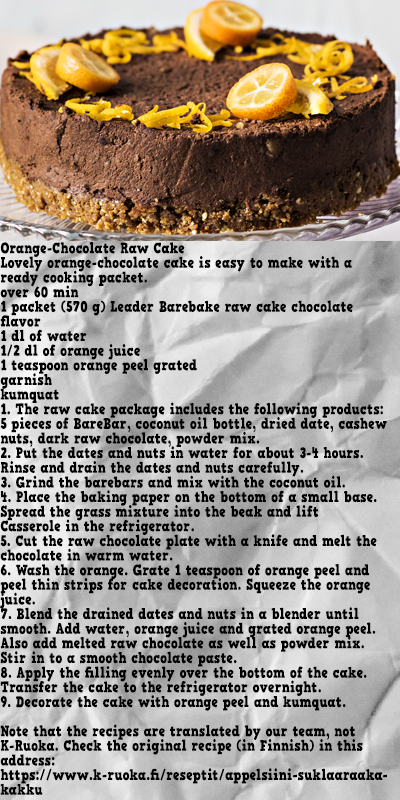 Orange-Chocolate Raw Cake
Lovely orange-chocolate cake is easy to make with a
ready cooking packet.
over 60 min
1 packet (570 g) Leader Barebake raw cake chocolate
flavor
1 dl of water
1/2 dl of orange juice
1 teaspoon orange peel grated
garnish
kumquat
1. The raw cake package includes the following products:
5 pieces of BareBar, coconut oil bottle, dried date, cashew
nuts, dark raw chocolate, powder mix.
2. Put the dates and nuts in water for about 3-4 hours.
Rinse and drain the dates and nuts carefully.
3. Grind the barebars and mix with the coconut oil.
4. Place the baking paper on the bottom of a small base.
Spread the grass mixture into the beak and lift
Casserole in the refrigerator.
5. Cut the raw chocolate plate with a knife and melt the
chocolate in warm water.
6. Wash the orange. Grate 1 teaspoon of orange peel and
peel thin strips for cake decoration. Squeeze the orange
juice.
7. Blend the drained dates and nuts in a blender until
smooth. Add water, orange juice and grated orange peel.
Also add melted raw chocolate as well as powder mix.
Stir in to a smooth chocolate paste.
8. Apply the filling evenly over the bottom of the cake.
Transfer the cake to the refrigerator overnight.
9. Decorate the cake with orange peel and kumquat.
Note that the recipes are translated by our team, not
K-Ruoka. Check the original recipe (in Finnish) in this
address:
https://www.k-ruoka.fi/reseptit/appelsiini-suklaaraaka-
kakku